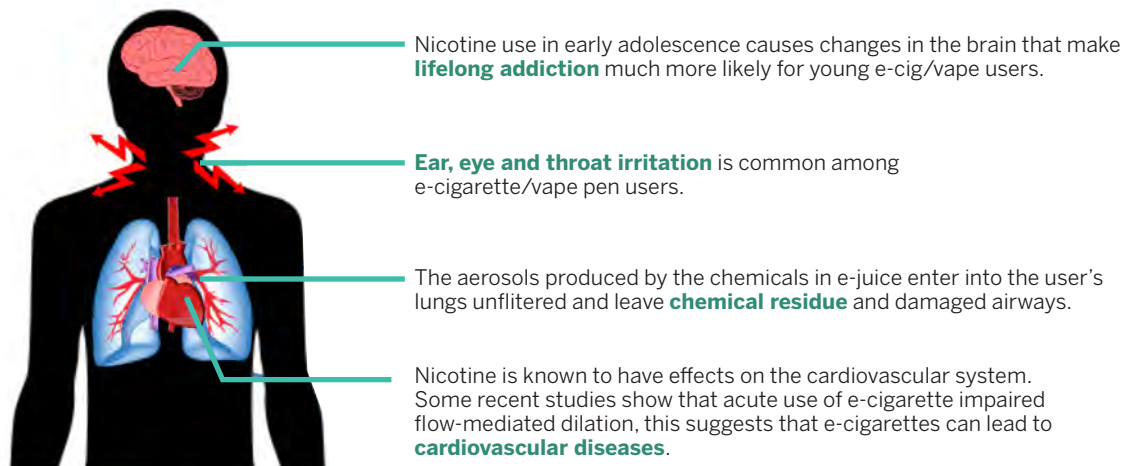 Nicotine use in early adolescence causes changes in the brain that make
lifelong addiction much more likely for young e-cig/vape users.
Ear, eye and throat irritation is common among
e-cigarette/vape pen users.
The aerosols produced by the chemicals in e-juice enter into the user's
lungs unflitered and leave chemical residue and damaged airways.
Nicotine is known to have effects on the cardiovascular system.
Some recent studies show that acute use of e-cigarette impaired
flow-mediated dilation, this suggests that e-cigarettes can lead to
cardiovascular diseases.